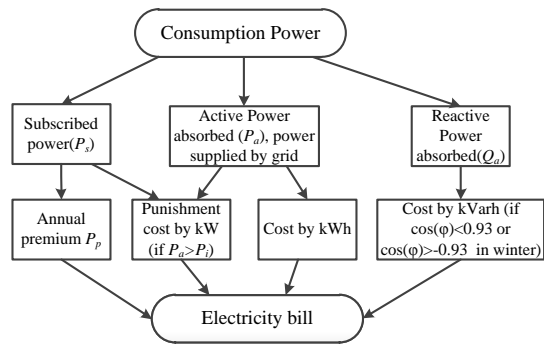 Consumption Power
Subscribed
power(Ps)
Active Power
absorbed (Pa), power
supplied by grid
Reactive
Power
absorbed(Qa)
Annual
premium Pp
Punishment
cost by kW
(if Pa>Pi)
Cost by kWh
Cost by kVarh (if
cos(φ)<0.93 or
cos(φ)>-0.93 in winter)
Electricity bill